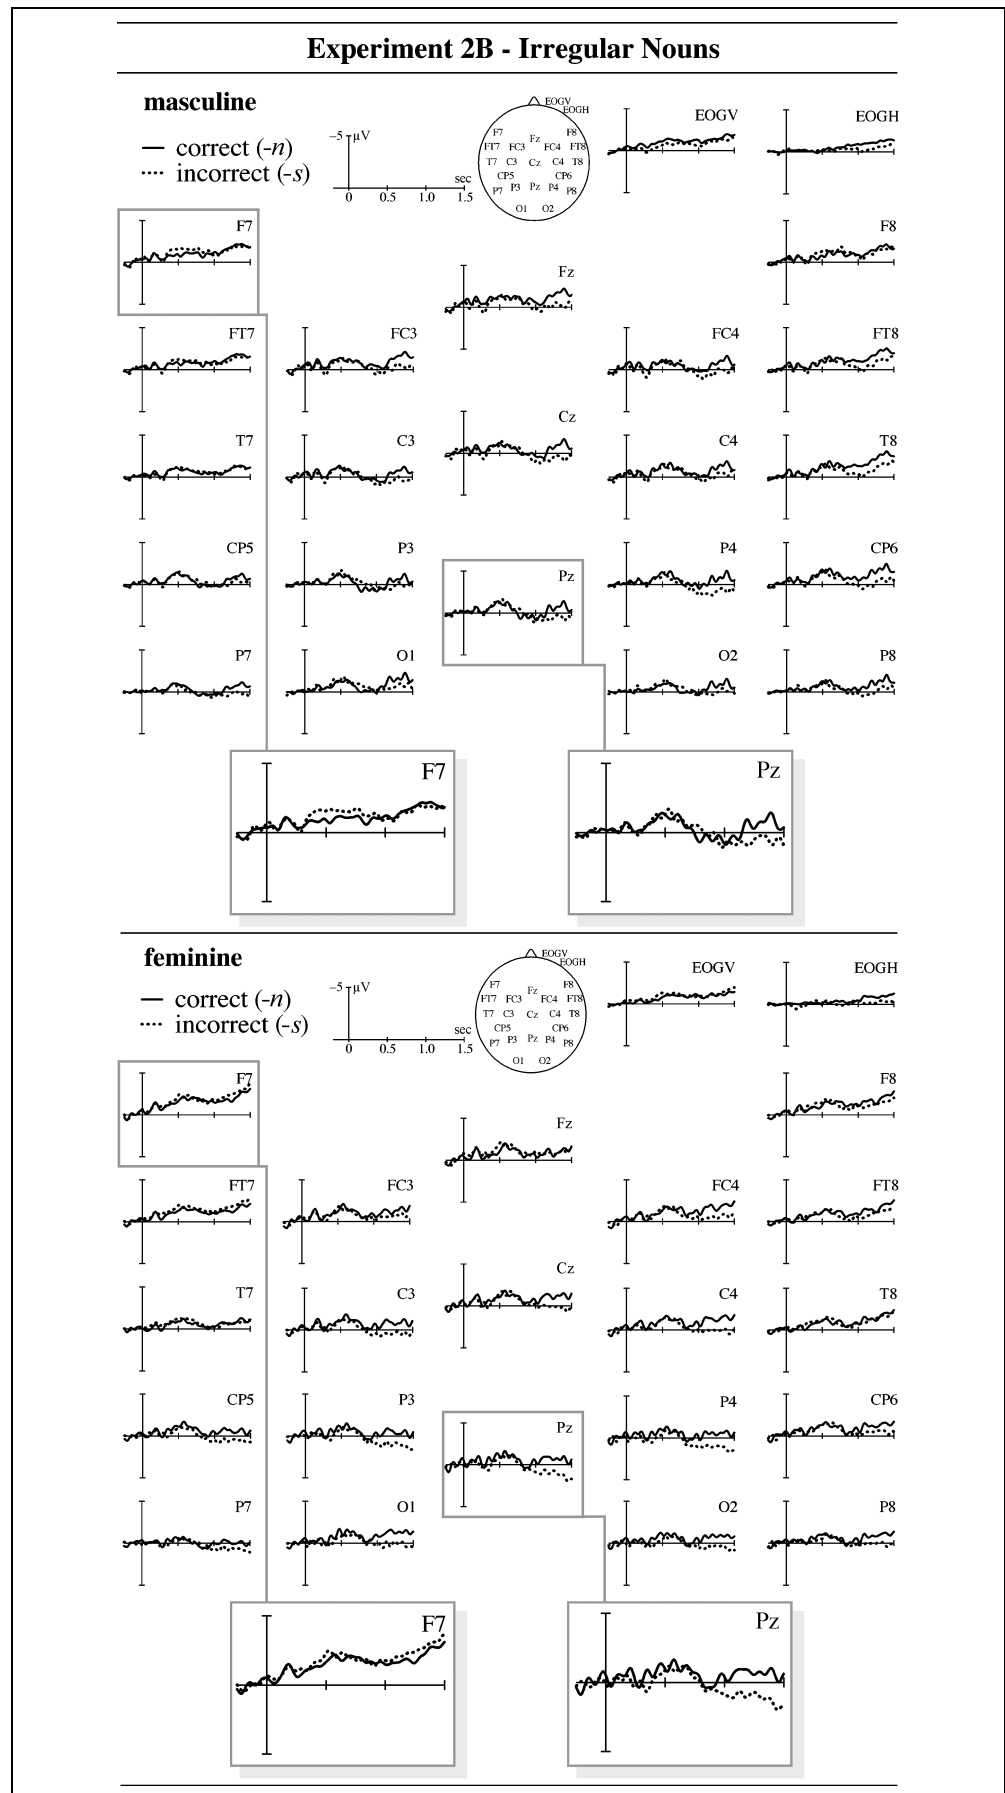 Experiment 2B - Irregular Nouns
masculine
correct (-n)
incorrect (-s)
−5 µV
sec
0 0.5 1.0 1.5
EOGV
EOGH
F7 Fz F8
FT7 FC3 FC4 FT8
T7 C3 Cz C4 T8
CP5 CP6
P7 P3 Pz P4 P8
O1 O2
EOGV EOGH
F7 F8
Fz
FT7 FC3 FC4 FT8
Cz
T7 C3 C4 T8
CP5 P3 P4 CP6
Pz
P7 O1 O2 P8
F7 Pz
feminine
correct (-n)
incorrect (-s)
−5 µV
sec
0 0.5 1.0 1.5
EOGV
EOGH
F7 Fz F8
FT7 FC3 FC4 FT8
T7 C3 Cz C4 T8
CP5 CP6
P7 P3 Pz P4 P8
O1 O2
EOGV EOGH
F7 F8
Fz
FT7 FC3 FC4 FT8
Cz
T7 C3 C4 T8
CP5 P3 P4 CP6
Pz
P7 O1 O2 P8
F7 Pz